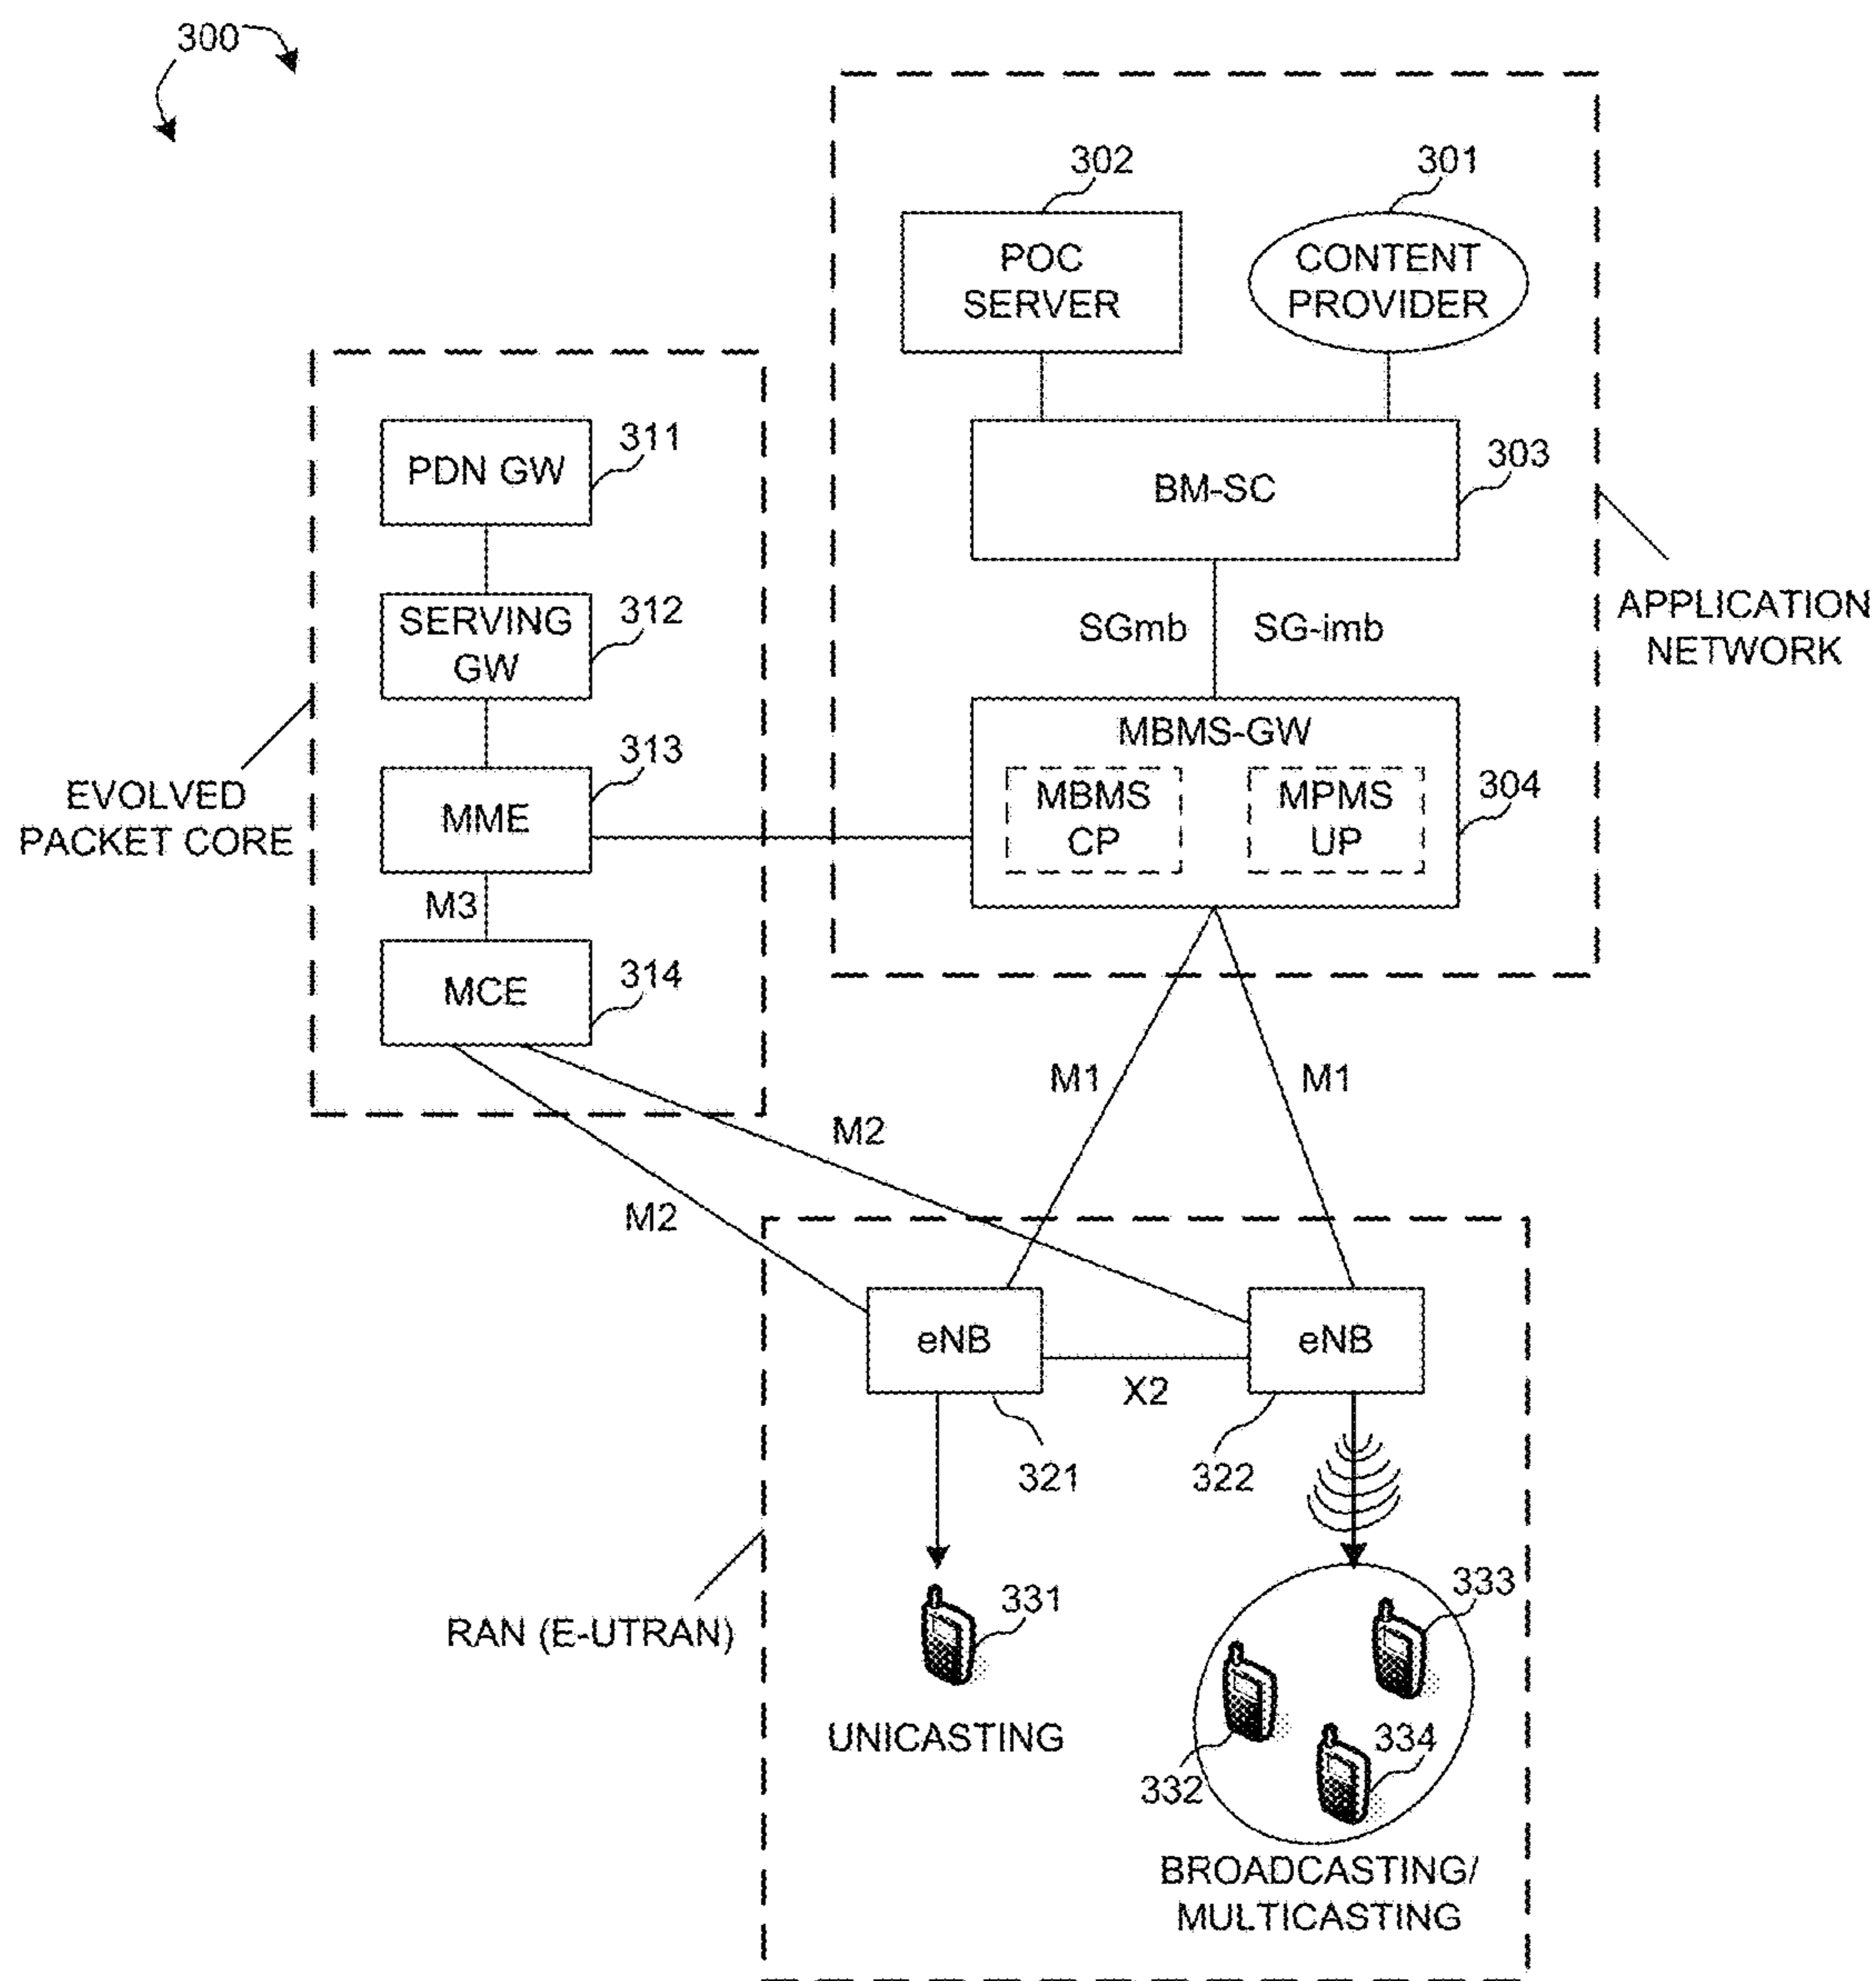 300
302
301
POC
SERVER
CONTENT
PROVIDER
311
PDN GW
303
BM-SC
312
SERVING
GW
SGmb
SG-imb
APPLICATION
NETWORK
313
MME
MBMS-GW
MBMS
CP
MPMS
UP
304
EVOLVED
PACKET CORE
M3
314
MCE
M1
M1
M2
M2
eNB
eNB
X2
321
322
RAN (E-UTRAN)
331
333
332
334
UNICASTING
BROADCASTING/
MULTICASTING